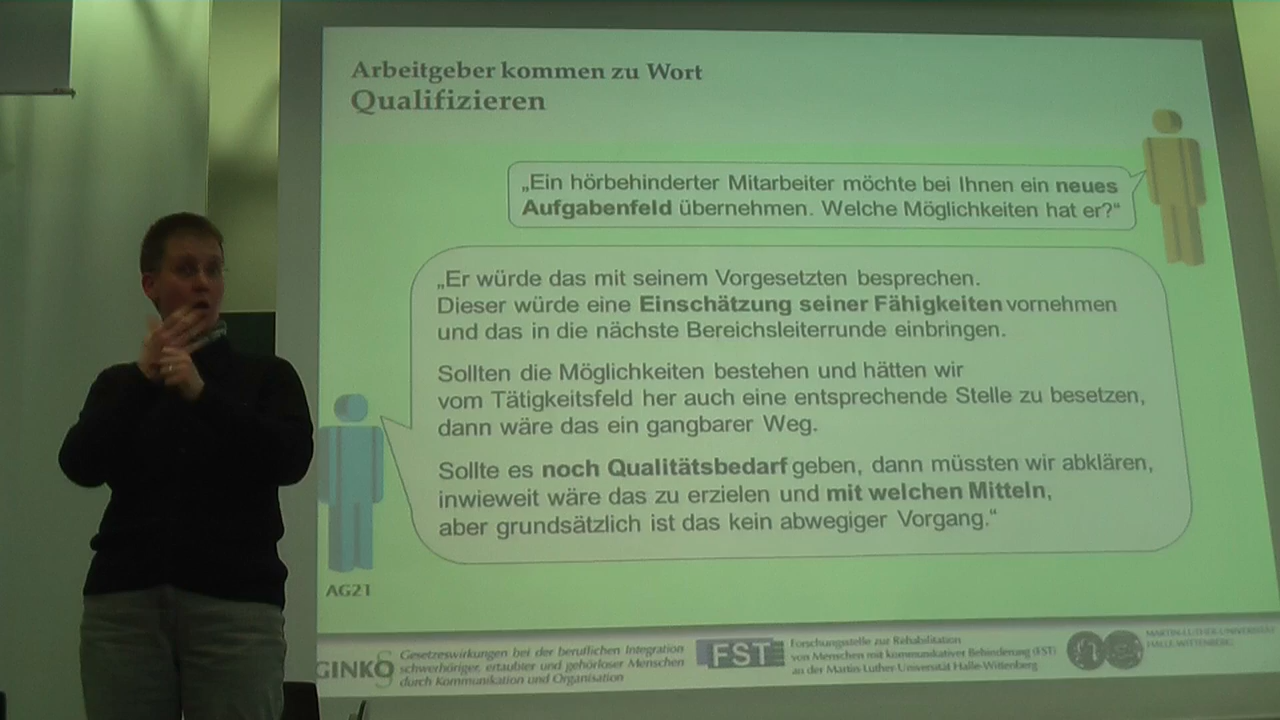 Arbeitgeber kommen zu Wort
Qualifizieren
„Ein hörbehinderter Mitarbeiter möchte bei Ihnen ein neues
Aufgabenfeld übernehmen. Welche Möglichkeiten hat er?“
„Er würde das mit seinem Vorgesetzten besprechen.
Dieser würde eine Einschätzung seiner Fähigkeiten vornehmen
und das in die nächste Bereichsleiterrunde einbringen.
Sollten die Möglichkeiten bestehen und hätten wir
vom Tätigkeitsfeld her auch eine entsprechende Stelle zu besetzen,
dann wäre das ein gangbarer Weg.
Sollte es noch Qualitätsbedarf geben, dann müssten wir abklären,
inwieweit wäre das zu erzielen und mit welchen Mitteln,
aber grundsätzlich ist das kein abwegiger Vorgang.“
AG21
GINKO
§
Gesetzeswirkungen bei der beruflichen Integration
schwerhöriger, ertaubter und gehörloser Menschen
durch Kommunikation und Organisation
FST
Forschungsstelle zur Rehabilitation
von Menschen mit kommunikativer Behinderung (FST)
an der Martin-Luther-Universität Halle-Wittenberg
MARTIN-LUTHER-UNIVERSITÄT
HALLE-WITTENBERG